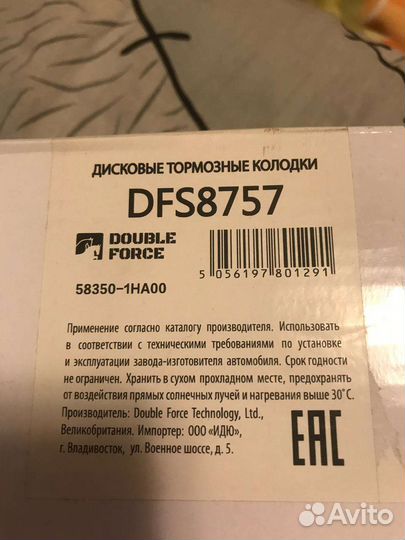 ДИСКОВЫЕ ТОРМОЗНЫЕ КОЛОДКИ
DFS8757
DOUBLE
FORCE
5 056197 801291
58350-1HA00
Применение согласно каталогу производителя. Использовать
в соответствии с техническими требованиями по установке
и эксплуатации завода-изготовителя автомобиля. Срок годности
не ограничен. Хранить в сухом прохладном месте, предохранять
от воздействия прямых солнечных лучей и нагревания выше 30°С.
Производитель: Double Force Technology, Ltd.,
Великобритания. Импортер: ООО «ИДЮ»,
г. Владивосток, ул. Военное шоссе, д. 5.
EAC
Avito